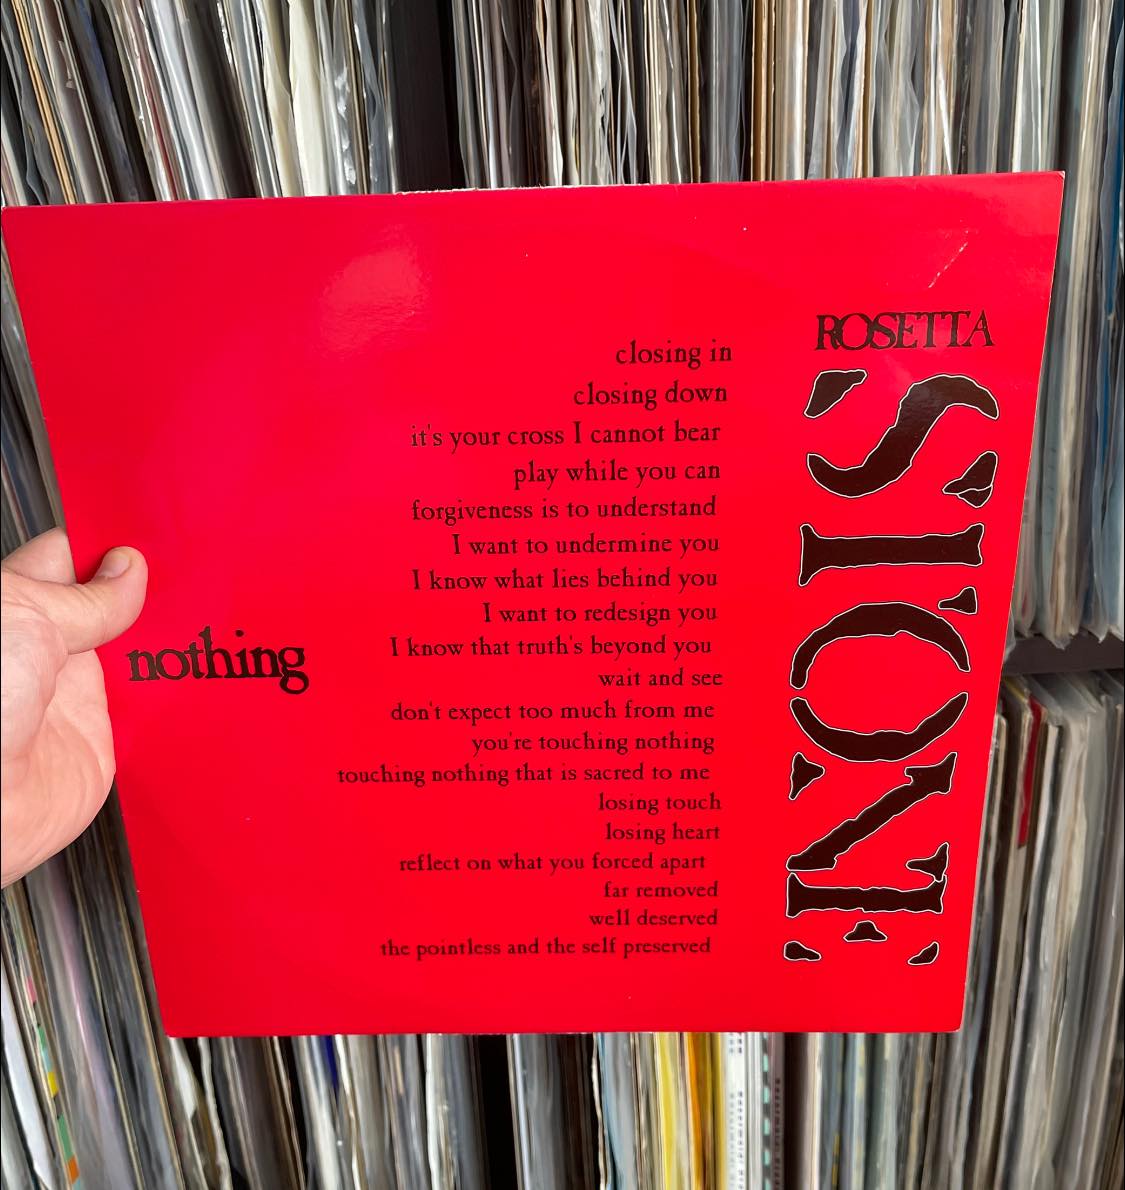 ROSETTA
STONE
nothing
closing in
closing down
it's your cross I cannot bear
play while you can
forgiveness is to understand
I want to undermine you
I know what lies behind you
I want to redesign you
I know that truth's beyond you
wait and see
don't expect too much from me
you're touching nothing
touching nothing that is sacred to me
losing touch
losing heart
reflect on what you forced apart
far removed
well deserved
the pointless and the self preserved